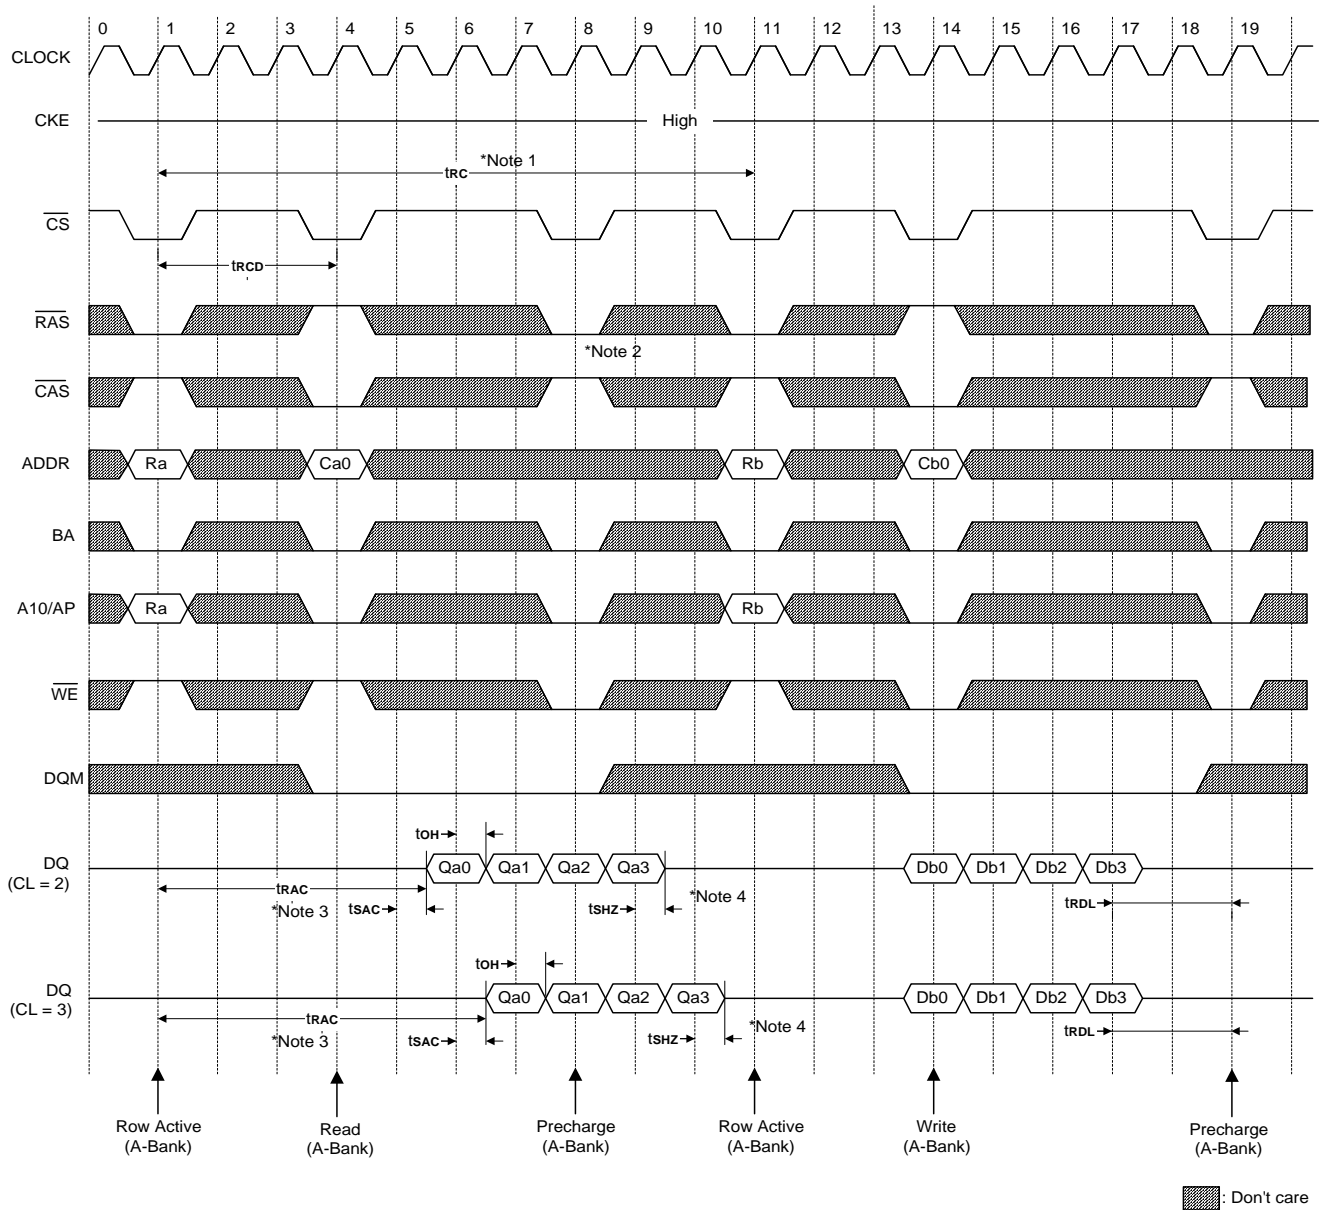 0 1 2 3 4 5 6 7 8 9 10 11 12 13 14 15 16 17 18 19
CLOCK
CKE High
*Note 1
tRC
CS
tRCD
RAS
*Note 2
CAS
ADDR Ra Ca0 Rb Cb0
BA
A10/AP Ra Rb
WE
DQM
tOH
DQ
(CL = 2)
Qa0 Qa1 Qa2 Qa3 Db0 Db1 Db2 Db3
tRAC
*Note 3 tSAC tSHZ *Note 4 tRDL
tOH
DQ
(CL = 3)
Qa0 Qa1 Qa2 Qa3 Db0 Db1 Db2 Db3
tRAC
*Note 3 tSAC tSHZ *Note 4 tRDL
Row Active
(A-Bank)
Read
(A-Bank)
Precharge
(A-Bank)
Row Active
(A-Bank)
Write
(A-Bank)
Precharge
(A-Bank)
: Don't care